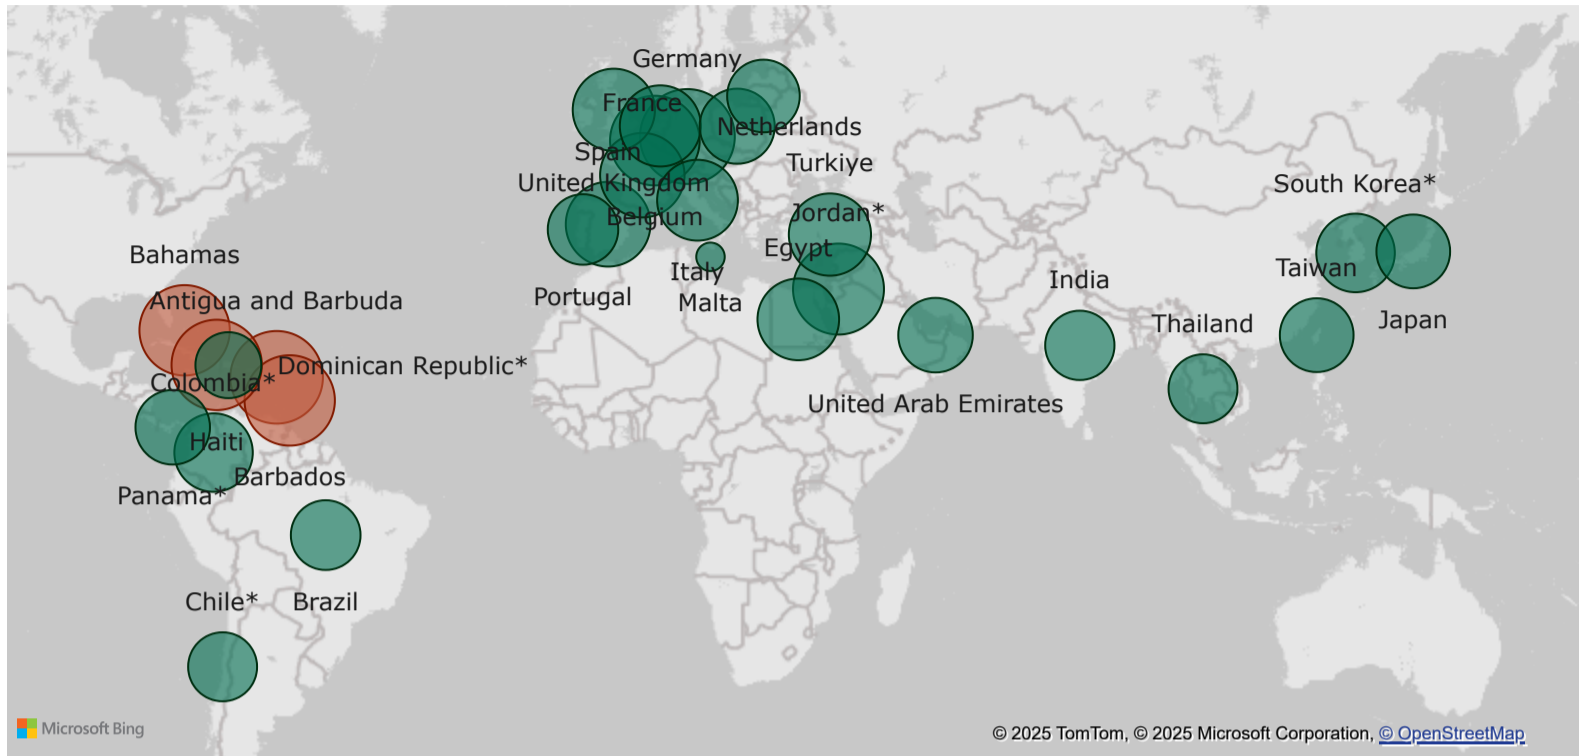 Germany
France
Netherlands
Spain
Turkiye
United Kingdom
South Korea*
Jordan*
Belgium
Egypt
Bahamas
Taiwan
Italy
India
Antigua and Barbuda
Portugal
Malta
Japan
Thailand
Dominican Republic*
Colombia*
United Arab Emirates
Haiti
Barbados
Panama*
Chile*
Brazil
Microsoft Bing
© 2025 TomTom, © 2025 Microsoft Corporation, © OpenStreetMap